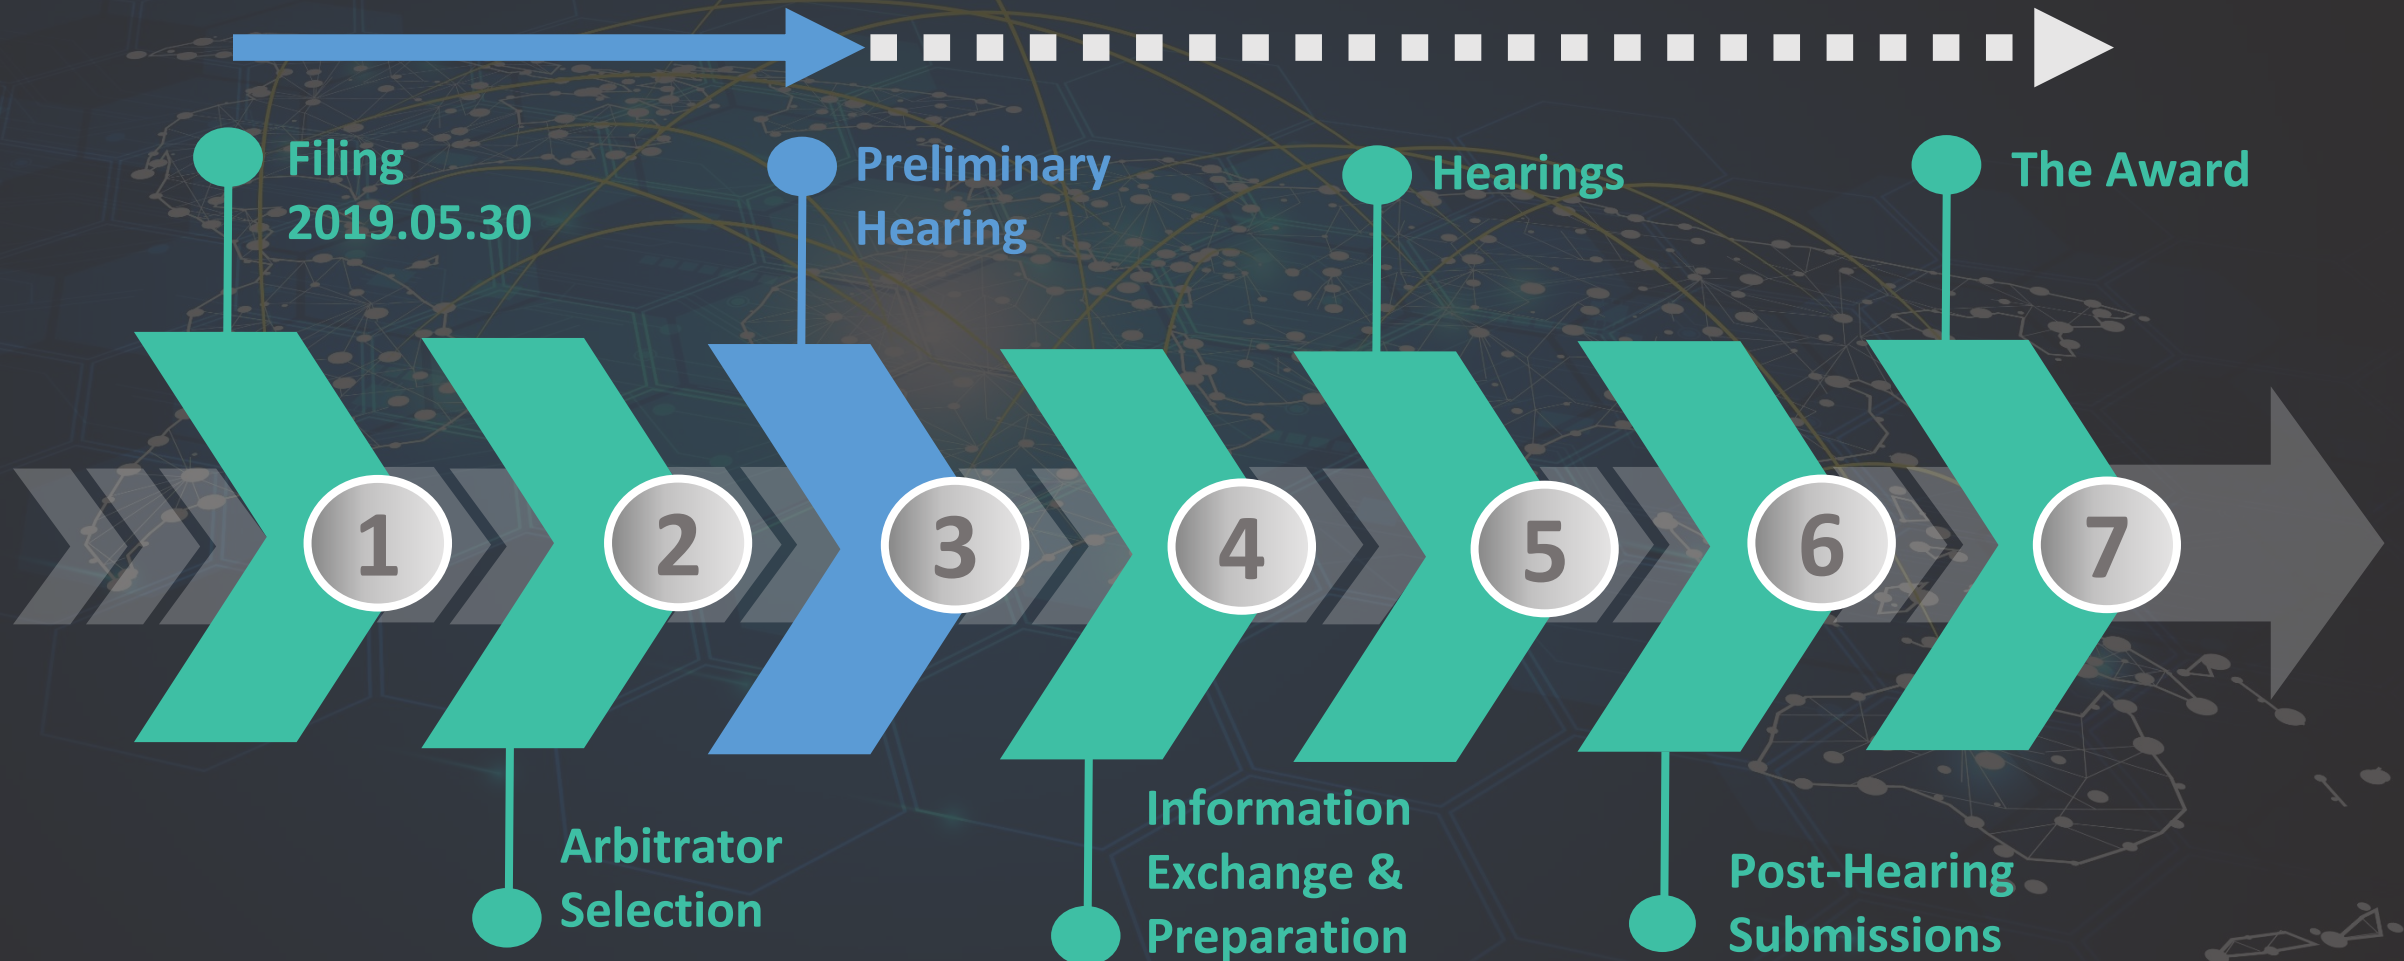 Filing
2019.05.30
Preliminary
Hearing
Hearings
The Award
1
2
3
4
5
6
7
Arbitrator
Selection
Information
Exchange &
Preparation
Post-Hearing
Submissions